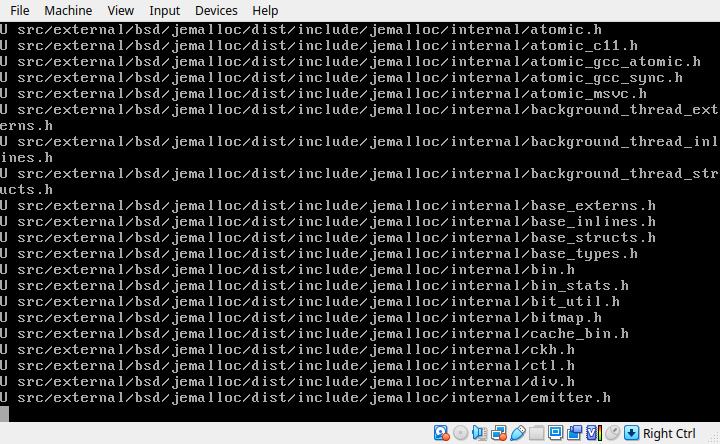 File Machine View Input Devices Help
U src/external/bsd/jemalloc/dist/include/jemalloc/internal/atomic.h
U src/external/bsd/jemalloc/dist/include/jemalloc/internal/atomic_c11.h
U src/external/bsd/jemalloc/dist/include/jemalloc/internal/atomic_gcc_atomic.h
U src/external/bsd/jemalloc/dist/include/jemalloc/internal/atomic_gcc_sync.h
U src/external/bsd/jemalloc/dist/include/jemalloc/internal/atomic_msvc.h
U src/external/bsd/jemalloc/dist/include/jemalloc/internal/background_thread_ext
erns.h
U src/external/bsd/jemalloc/dist/include/jemalloc/internal/background_thread_inl
ines.h
U src/external/bsd/jemalloc/dist/include/jemalloc/internal/background_thread_str
ucts.h
U src/external/bsd/jemalloc/dist/include/jemalloc/internal/base_externs.h
U src/external/bsd/jemalloc/dist/include/jemalloc/internal/base_inlines.h
U src/external/bsd/jemalloc/dist/include/jemalloc/internal/base_structs.h
U src/external/bsd/jemalloc/dist/include/jemalloc/internal/base_types.h
U src/external/bsd/jemalloc/dist/include/jemalloc/internal/bin.h
U src/external/bsd/jemalloc/dist/include/jemalloc/internal/bin_stats.h
U src/external/bsd/jemalloc/dist/include/jemalloc/internal/bit_util.h
U src/external/bsd/jemalloc/dist/include/jemalloc/internal/bitmap.h
U src/external/bsd/jemalloc/dist/include/jemalloc/internal/cache_bin.h
U src/external/bsd/jemalloc/dist/include/jemalloc/internal/ckh.h
U src/external/bsd/jemalloc/dist/include/jemalloc/internal/ctl.h
U src/external/bsd/jemalloc/dist/include/jemalloc/internal/div.h
U src/external/bsd/jemalloc/dist/include/jemalloc/internal/emitter.h
Right Ctrl